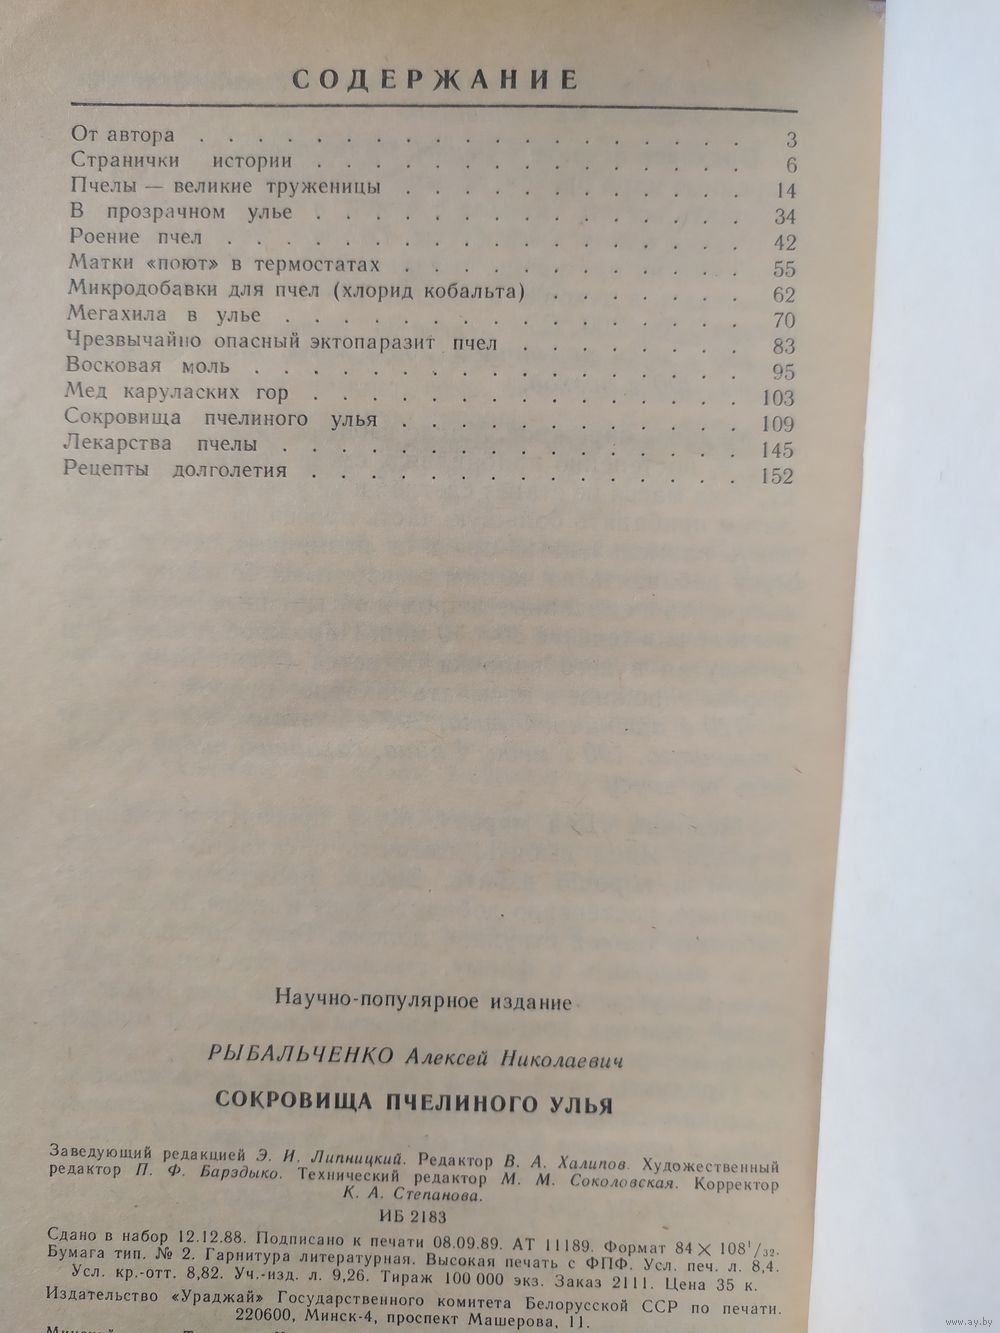 СОДЕРЖАНИЕ
От автора . . . . . . . . . . . . . . . . . . . 3
Странички истории . . . . . . . . . . . . . . . 6
Пчелы — великие труженицы . . . . . . . . . . . . 14
В прозрачном улье . . . . . . . . . . . . . . . 34
Роение пчел . . . . . . . . . . . . . . . . . . 42
Матки «поют» в термостатах . . . . . . . . . . . . 55
Микродобавки для пчел (хлорид кобальта) . . . . . . . 62
Мегахила в улье . . . . . . . . . . . . . . . . 70
Чрезвычайно опасный эктопаразит пчел . . . . . . . . 83
Восковая моль . . . . . . . . . . . . . . . . . 95
Мед каруласких гор . . . . . . . . . . . . . . . 103
Сокровища пчелиного улья . . . . . . . . . . . . 109
Лекарства пчелы . . . . . . . . . . . . . . . . 145
Рецепты долголетия . . . . . . . . . . . . . . . 152
Научно-популярное издание
РЫБАЛЬЧЕНКО Алексей Николаевич
СОКРОВИЩА ПЧЕЛИНОГО УЛЬЯ
Заведующий редакцией Э. И. Липницкий. Редактор В. А. Халипов. Художественный
редактор П. Ф. Барздыко. Технический редактор М. М. Соколовская. Корректор
К. А. Степанова.
ИБ 2183
Сдано в набор 12.12.88. Подписано к печати 08.09.89. АТ 11189. Формат 84×108¹/₃₂.
Бумага тип. № 2. Гарнитура литературная. Высокая печать с ФПФ. Усл. печ. л. 8,4.
Усл. кр.-отт. 8,82. Уч.-изд. л. 9,26. Тираж 100 000 экз. Заказ 2111. Цена 35 к.
Издательство «Ураджай» Государственного комитета Белорусской ССР по печати.
220600, Минск-4, проспект Машерова, 11.
www.ay.by